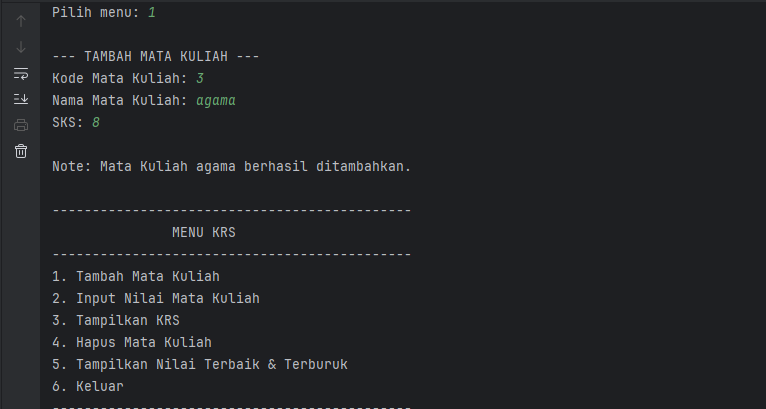 Pilih menu: 1
--- TAMBAH MATA KULIAH ---
Kode Mata Kuliah: 3
Nama Mata Kuliah: agama
SKS: 8
Note: Mata Kuliah agama berhasil ditambahkan.
---------------------------------------------
MENU KRS
---------------------------------------------
1. Tambah Mata Kuliah
2. Input Nilai Mata Kuliah
3. Tampilkan KRS
4. Hapus Mata Kuliah
5. Tampilkan Nilai Terbaik & Terburuk
6. Keluar
---------------------------------------------